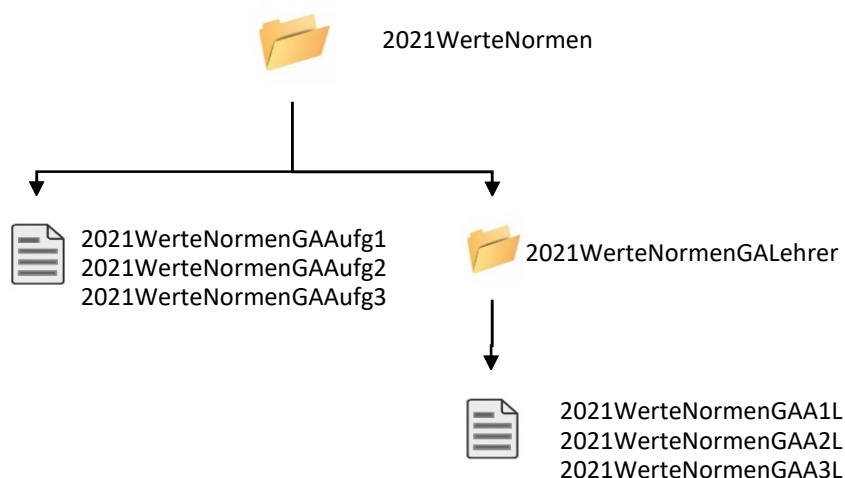 2021WerteNormen
2021WerteNormenGAAufg1
2021WerteNormenGAAufg2
2021WerteNormenGAAufg3
2021WerteNormenGALehrer
2021WerteNormenGAA1L
2021WerteNormenGAA2L
2021WerteNormenGAA3L